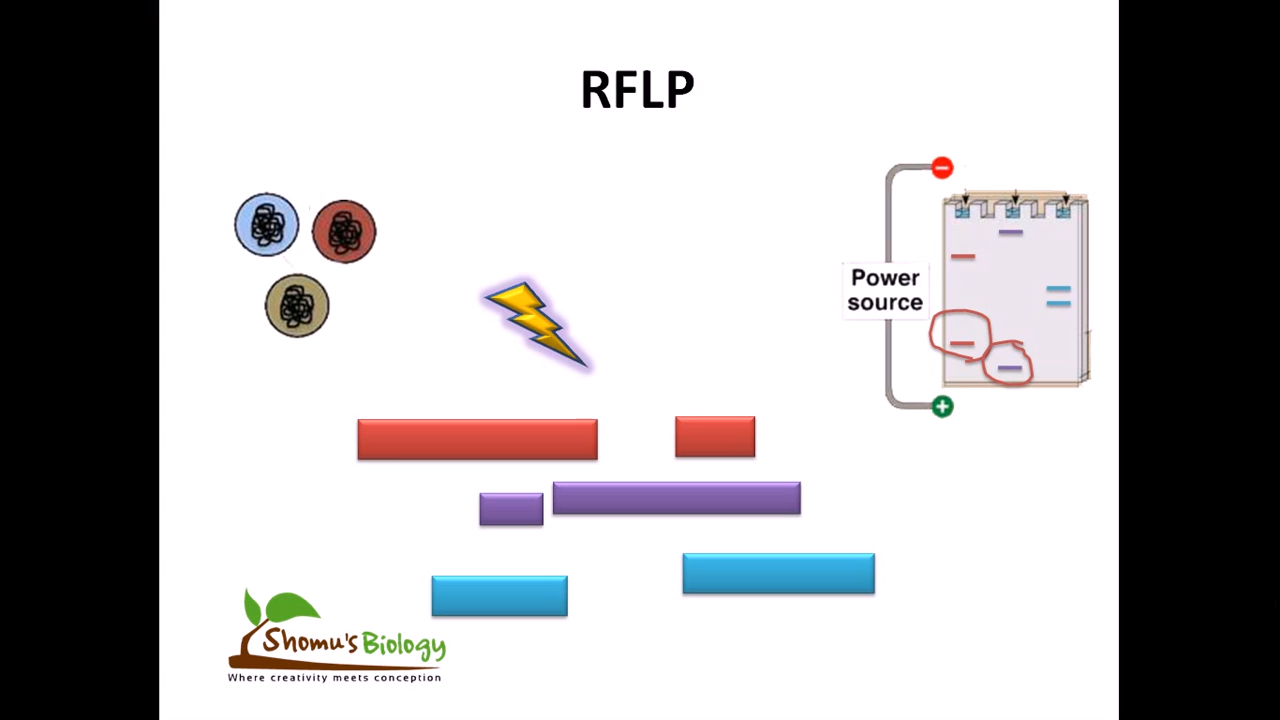 RFLP
−
Power
source
+
Shomu's Biology
Where creativity meets conception